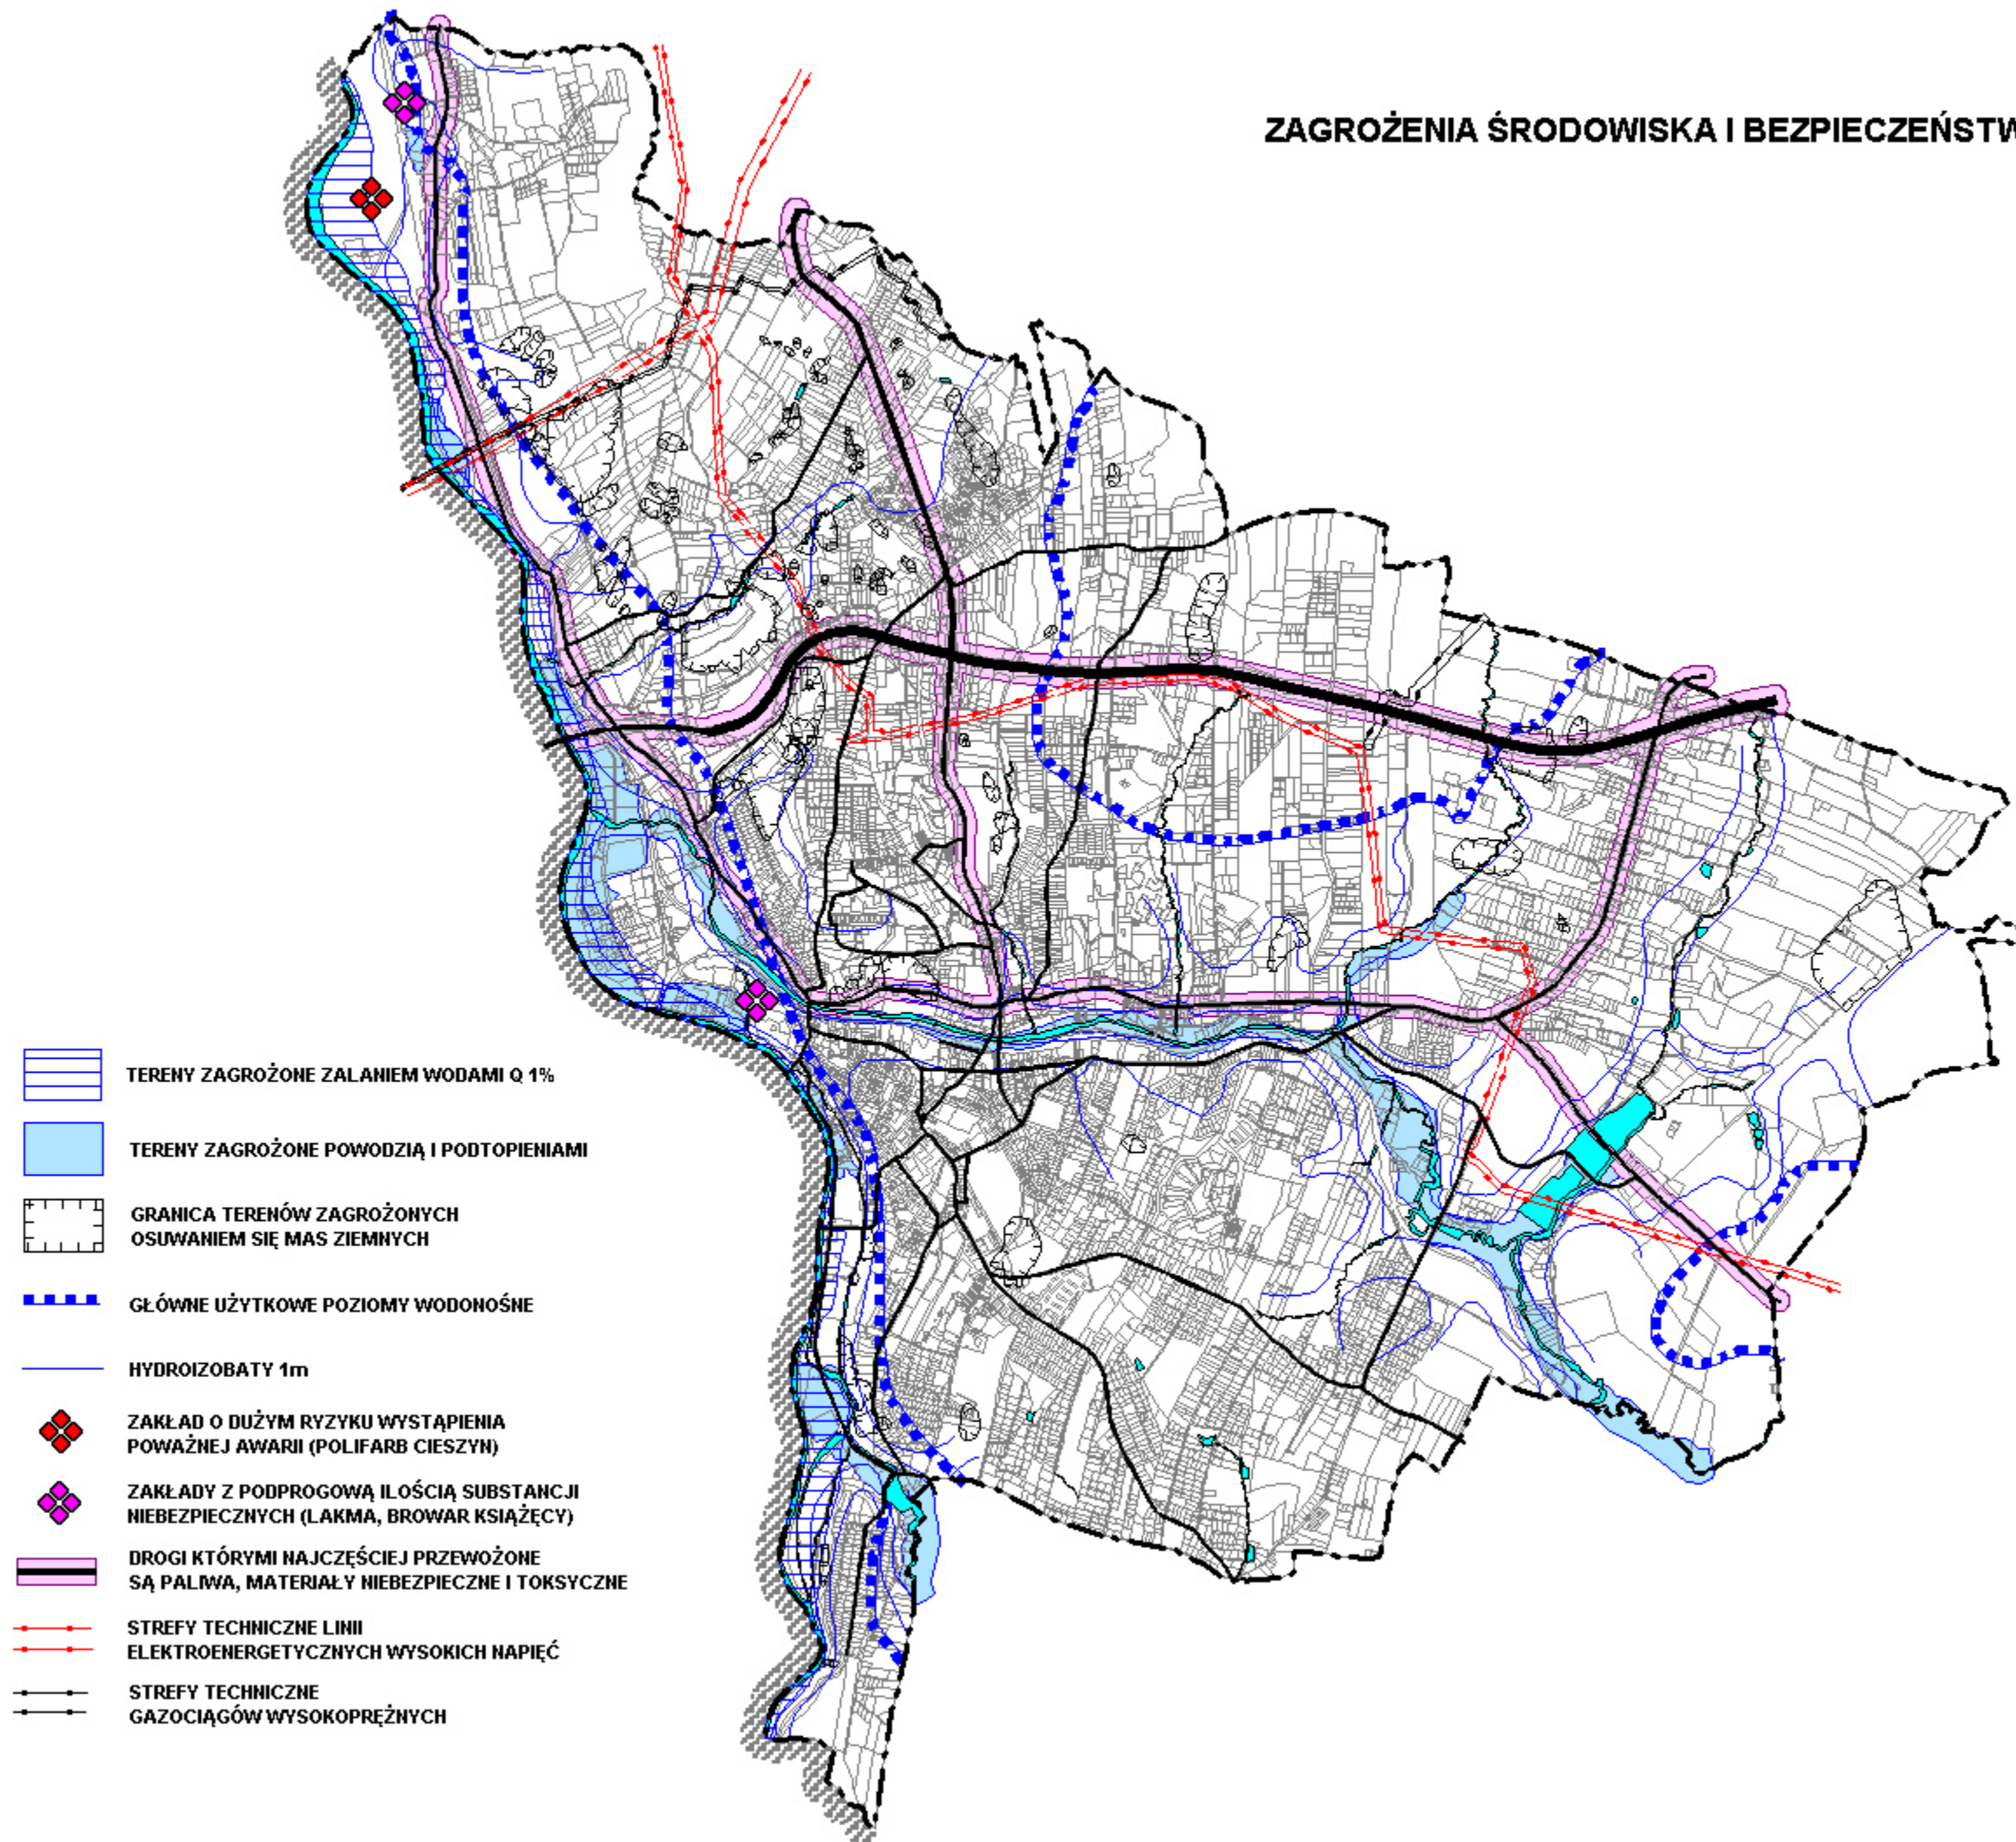 ZAGROŻENIA ŚRODOWISKA I BEZPIECZEŃSTW
TERENY ZAGROŻONE ZALANIEM WODAMI Q 1%
TERENY ZAGROŻONE POWODZIĄ I PODTOPIENIAMI
GRANICA TERENÓW ZAGROŻONYCH
OSUWANIEM SIĘ MAS ZIEMNYCH
GŁÓWNE UŻYTKOWE POZIOMY WODONOŚNE
HYDROIZOBATY 1m
ZAKŁAD O DUŻYM RYZYKU WYSTĄPIENIA
POWAŻNEJ AWARII (POLIFARB CIESZYN)
ZAKŁADY Z PODPROGOWĄ ILOŚCIĄ SUBSTANCJI
NIEBEZPIECZNYCH (LAKMA, BROWAR KSIĄŻĘCY)
DROGI KTÓRYMI NAJCZĘŚCIEJ PRZEWOŻONE
SĄ PALIWA, MATERIAŁY NIEBEZPIECZNE I TOKSYCZNE
STREFY TECHNICZNE LINII
ELEKTROENERGETYCZNYCH WYSOKICH NAPIĘĆ
STREFY TECHNICZNE
GAZOCIĄGÓW WYSOKOPRĘŻNYCH